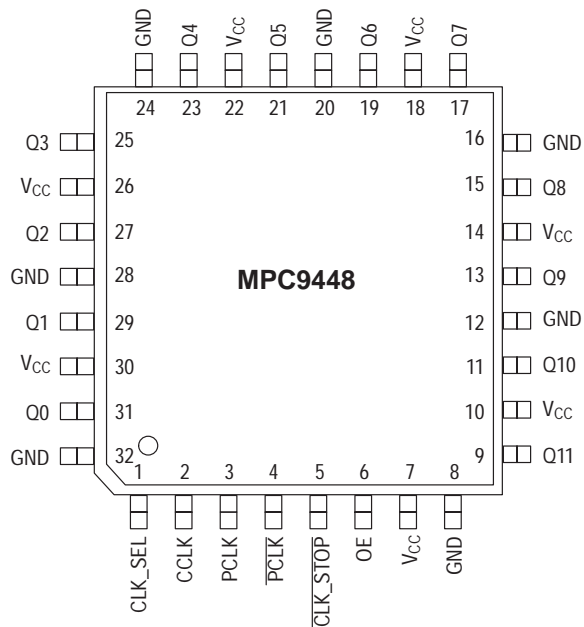 GND Q4 VCC Q5 GND Q6 VCC Q7
24 23 22 21 20 19 18 17
Q3 25 16 GND
VCC 26 15 Q8
Q2 27 14 VCC
GND 28 MPC9448 13 Q9
Q1 29 12 GND
VCC 30 11 Q10
Q0 31 10 VCC
GND 32 9 Q11
1 2 3 4 5 6 7 8
CLK_SEL CCLK PCLK PCLK CLK_STOP OE VCC GND